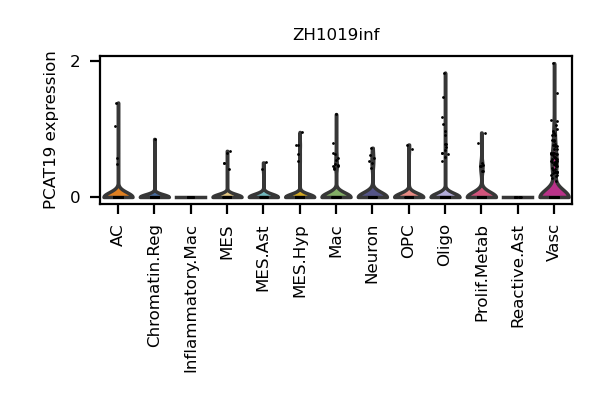 ZH1019inf
PCAT19 expression
2
0
AC
Chromatin.Reg
Inflammatory.Mac
MES
MES.Ast
MES.Hyp
Mac
Neuron
OPC
Oligo
Prolif.Metab
Reactive.Ast
Vasc